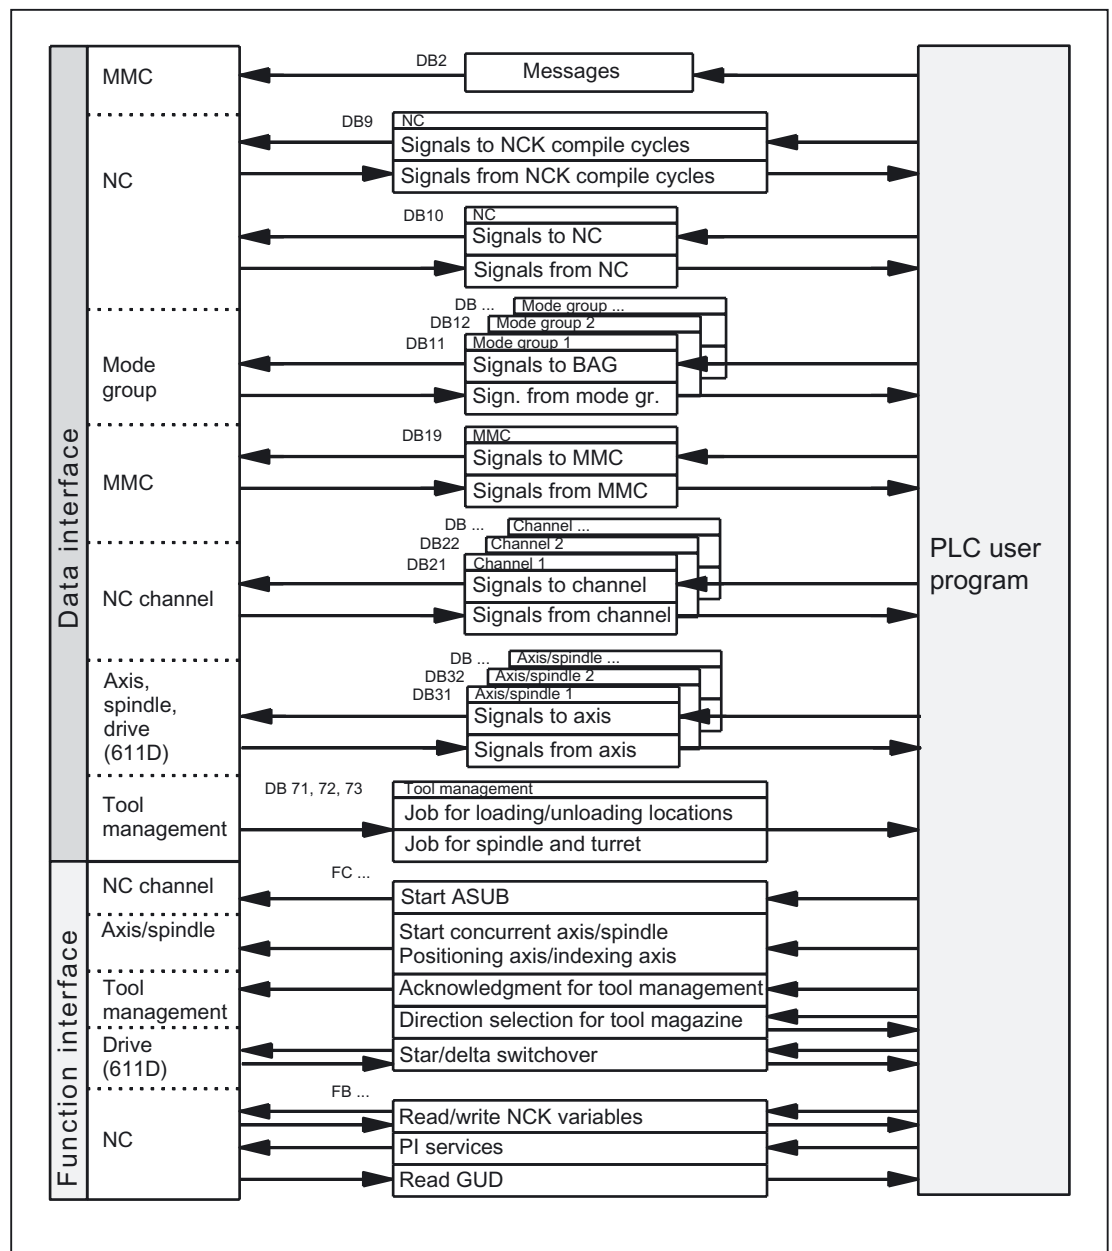 Data interface
MMC
DB2
Messages
NC
DB9
NC
Signals to NCK compile cycles
Signals from NCK compile cycles
DB10
NC
Signals to NC
Signals from NC
Mode
group
DB ...
Mode group ...
DB12
Mode group 2
DB11
Mode group 1
Signals to BAG
Sign. from mode gr.
MMC
DB19
MMC
Signals to MMC
Signals from MMC
NC channel
DB ...
Channel ...
DB22
Channel 2
DB21
Channel 1
Signals to channel
Signals from channel
Axis,
spindle,
drive
(611D)
DB ...
Axis/spindle ...
DB32
Axis/spindle 2
DB31
Axis/spindle 1
Signals to axis
Signals from axis
Tool
management
DB 71, 72, 73
Tool management
Job for loading/unloading locations
Job for spindle and turret
Function interface
NC channel
FC ...
Start ASUB
Axis/spindle
Start concurrent axis/spindle
Positioning axis/indexing axis
Tool
management
Acknowledgment for tool management
Direction selection for tool magazine
Drive
(611D)
Star/delta switchover
NC
FB ...
Read/write NCK variables
PI services
Read GUD
PLC user
program